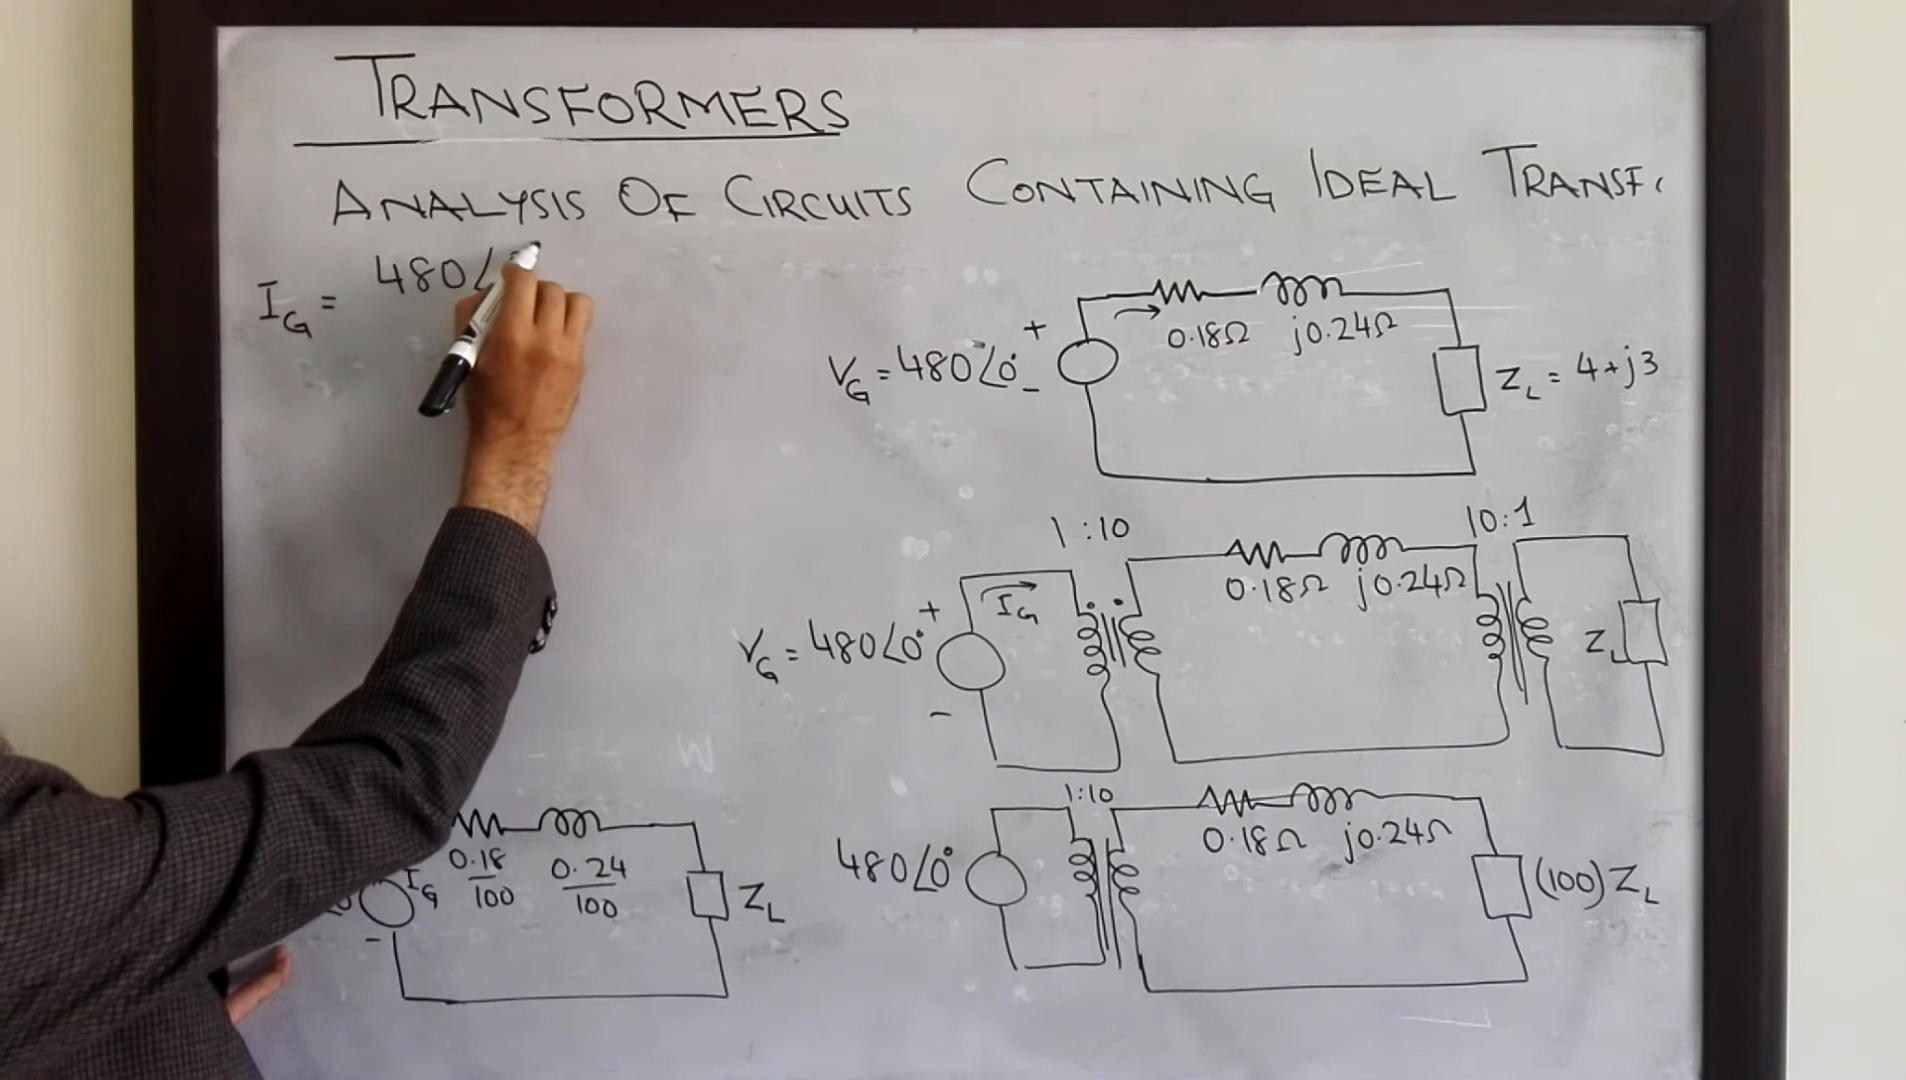 TRANSFORMERS
ANALYSIS OF CIRCUITS CONTAINING IDEAL TRANSF.
I_G = 480∠
+
0.18Ω j0.24Ω
V_G = 480∠0°
-
Z_L = 4+j3
1:10
10:1
0.18Ω j0.24Ω
+
I_G
V_G = 480∠0°
-
Z_L
1:10
0.18Ω j0.24Ω
480∠0°
(100) Z_L
0.18/100 0.24/100
I_G
-
Z_L